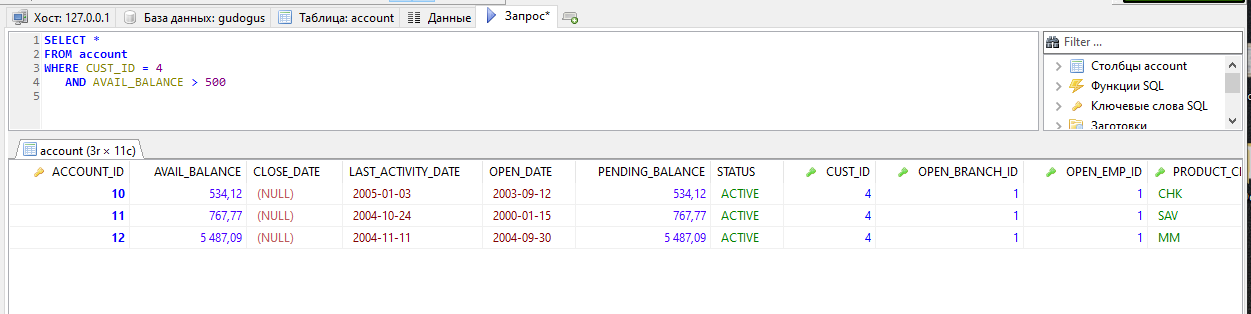 Хост: 127.0.0.1 База данных: gudogus Таблица: account Данные Запрос*
1 SELECT *
2 FROM account
3 WHERE CUST_ID = 4
4 AND AVAIL_BALANCE > 500
5
Filter ...
Столбцы account
Функции SQL
Ключевые слова SQL
Заготовки
account (3r × 11c)
ACCOUNT_ID AVAIL_BALANCE CLOSE_DATE LAST_ACTIVITY_DATE OPEN_DATE PENDING_BALANCE STATUS CUST_ID OPEN_BRANCH_ID OPEN_EMP_ID PRODUCT_CI
10 534,12 (NULL) 2005-01-03 2003-09-12 534,12 ACTIVE 4 1 1 CHK
11 767,77 (NULL) 2004-10-24 2000-01-15 767,77 ACTIVE 4 1 1 SAV
12 5 487,09 (NULL) 2004-11-11 2004-09-30 5 487,09 ACTIVE 4 1 1 MM